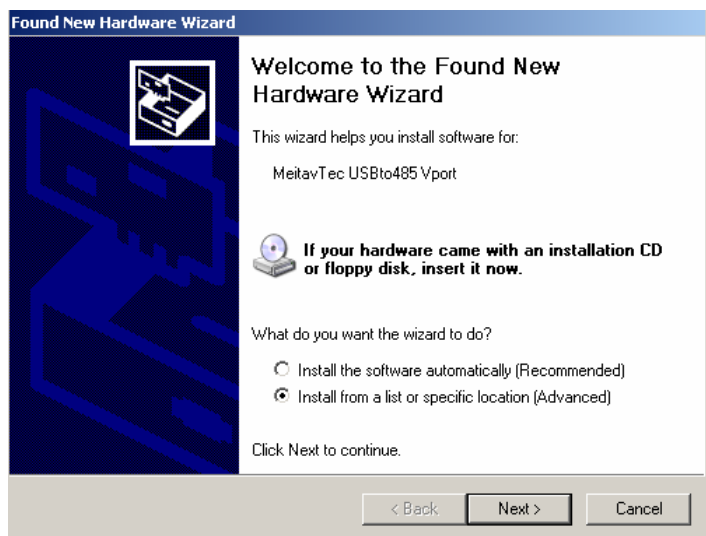 Found New Hardware Wizard
Welcome to the Found New
Hardware Wizard
This wizard helps you install software for:
MeitavTec USBto485 Vport
If your hardware came with an installation CD
or floppy disk, insert it now.
What do you want the wizard to do?
Install the software automatically (Recommended)
Install from a list or specific location (Advanced)
Click Next to continue.
< Back
Next >
Cancel